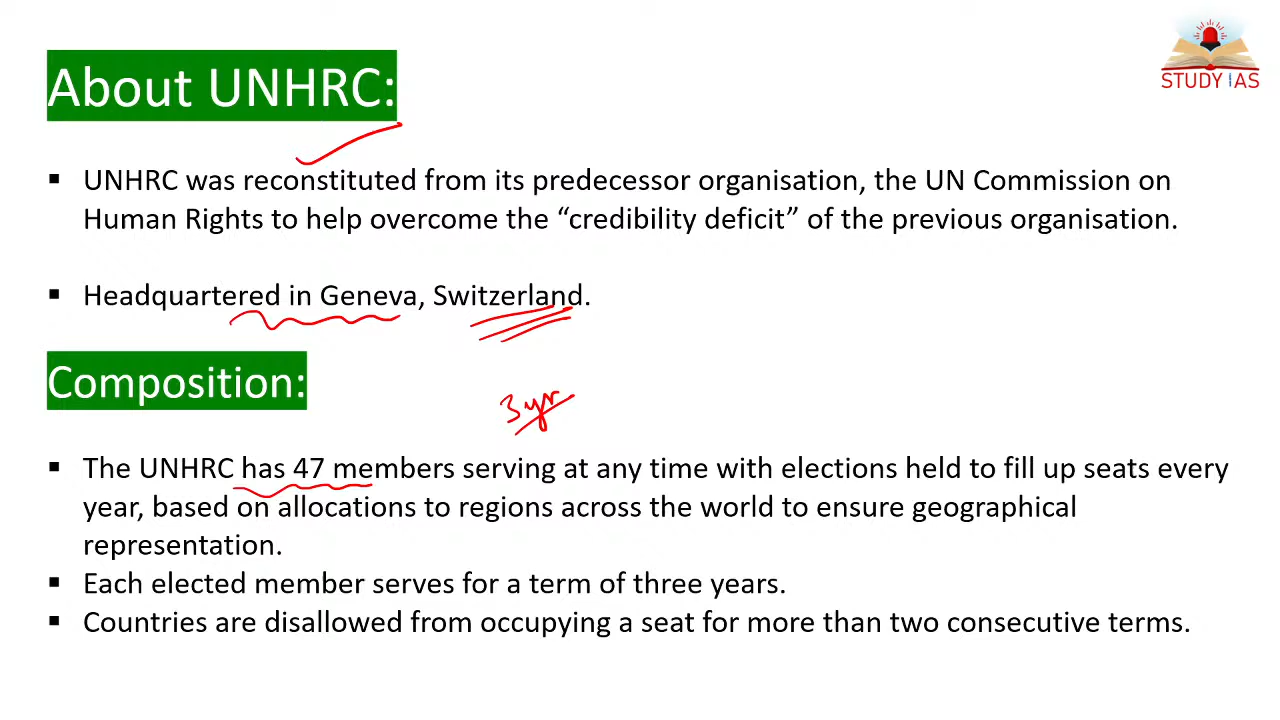 STUDY IAS
About UNHRC:
▪ UNHRC was reconstituted from its predecessor organisation, the UN Commission on
Human Rights to help overcome the “credibility deficit” of the previous organisation.
▪ Headquartered in Geneva, Switzerland.
Composition:
3 yr
▪ The UNHRC has 47 members serving at any time with elections held to fill up seats every
year, based on allocations to regions across the world to ensure geographical
representation.
▪ Each elected member serves for a term of three years.
▪ Countries are disallowed from occupying a seat for more than two consecutive terms.